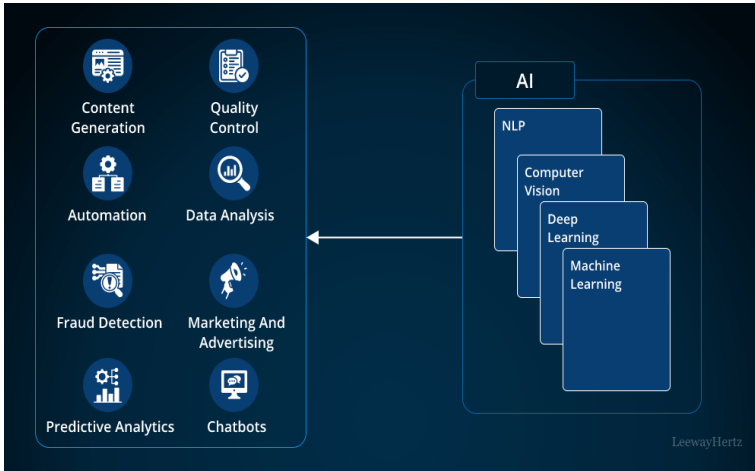 Content
Generation
Quality
Control
Automation
Data Analysis
Fraud Detection
Marketing And
Advertising
Predictive Analytics
Chatbots
AI
NLP
Computer
Vision
Deep
Learning
Machine
Learning
LeewayHertz